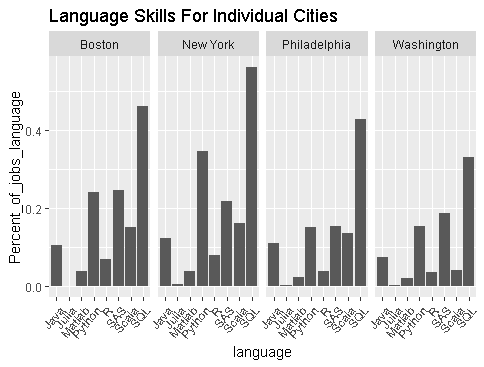 Language Skills For Individual Cities
Boston
New York
Philadelphia
Washington
Percent_of_jobs_language
0.4
0.2
0.0
Java
Julia
Matlab
Python
R
SAS
Scala
SQL
Java
Julia
Matlab
Python
R
SAS
Scala
SQL
Java
Julia
Matlab
Python
R
SAS
Scala
SQL
Java
Julia
Matlab
Python
R
SAS
Scala
SQL
language